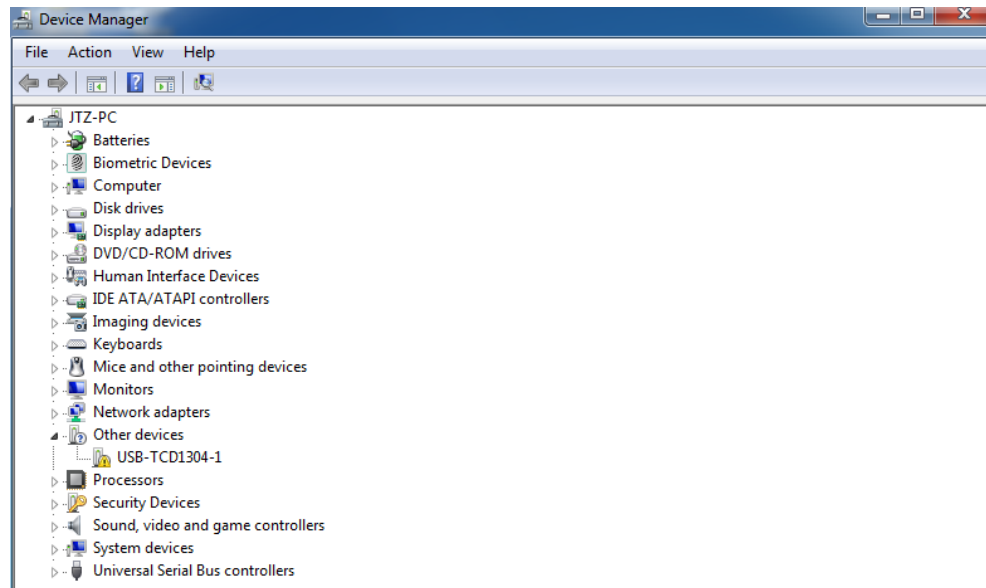 Device Manager
File Action View Help
JTZ-PC
Batteries
Biometric Devices
Computer
Disk drives
Display adapters
DVD/CD-ROM drives
Human Interface Devices
IDE ATA/ATAPI controllers
Imaging devices
Keyboards
Mice and other pointing devices
Monitors
Network adapters
Other devices
USB-TCD1304-1
Processors
Security Devices
Sound, video and game controllers
System devices
Universal Serial Bus controllers